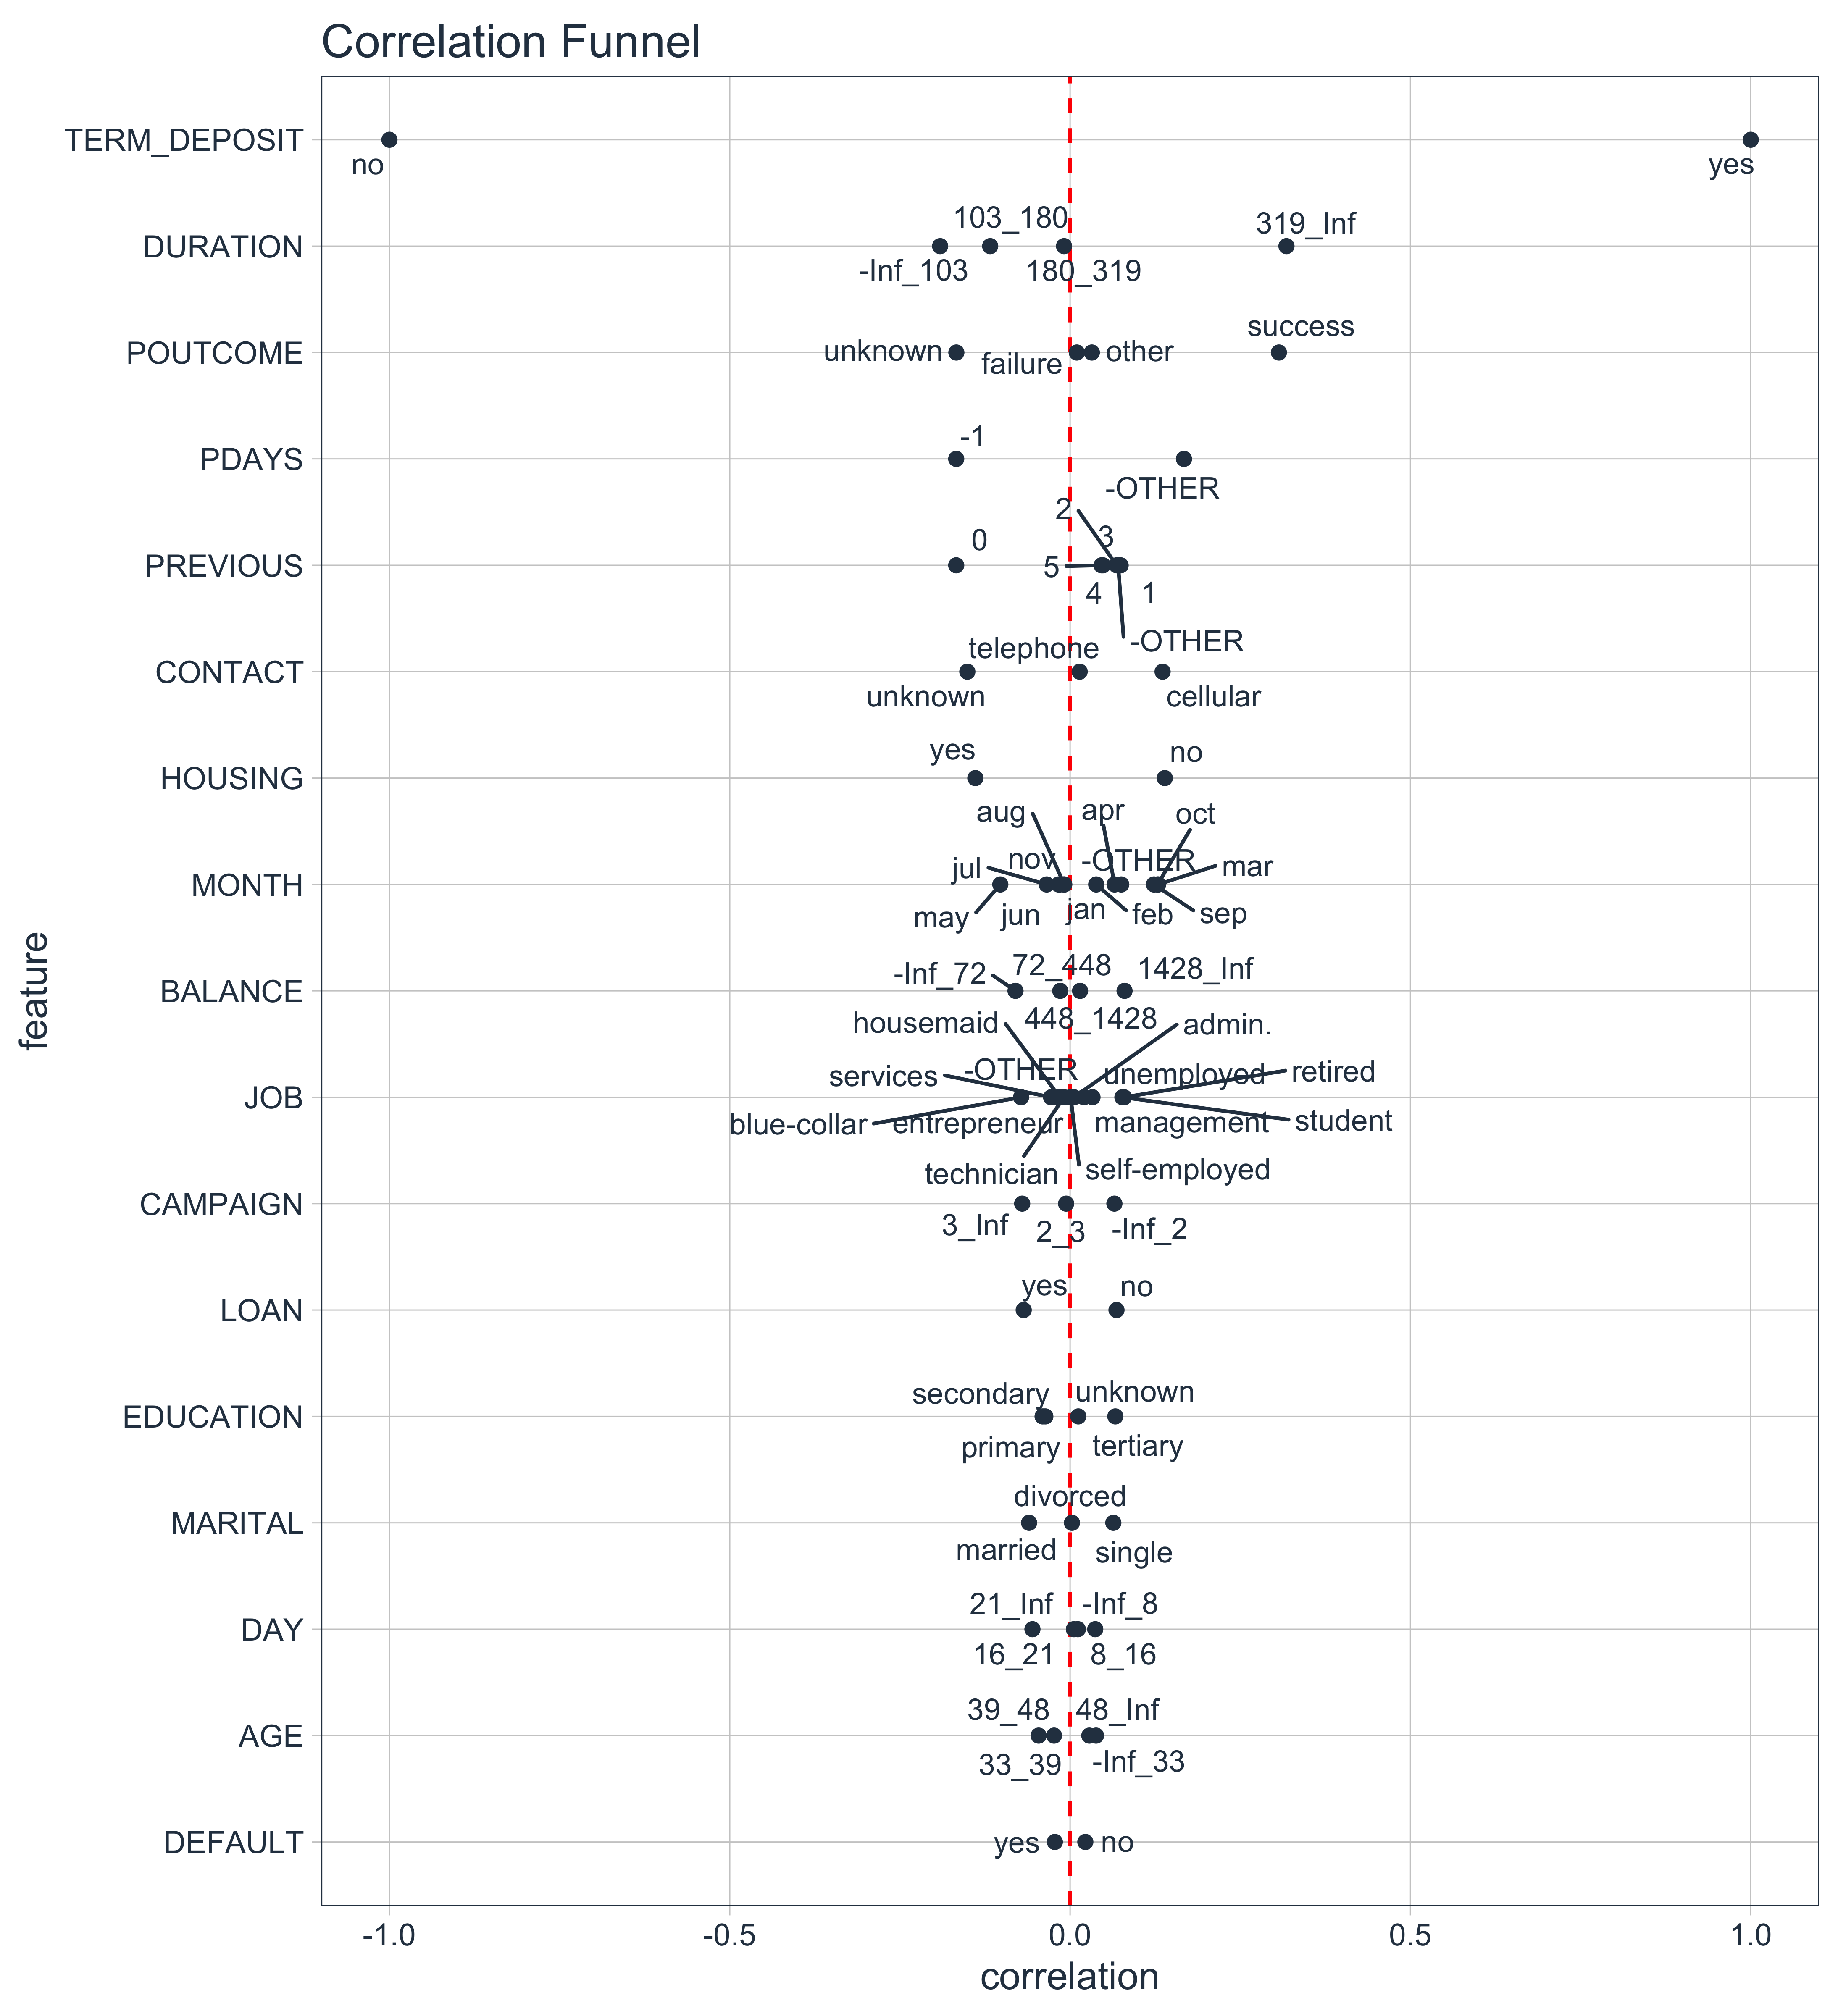 Correlation Funnel
TERM_DEPOSIT
no
yes
DURATION
103_180
319_Inf
-Inf_103
180_319
POUTCOME
success
unknown
failure
other
PDAYS
-1
-OTHER
PREVIOUS
2
3
0
5
4
1
-OTHER
CONTACT
telephone
unknown
cellular
HOUSING
yes
no
MONTH
aug
apr
oct
jul
nov
-OTHER
mar
may
jun
jan
feb
sep
BALANCE
-Inf_72
72_448
1428_Inf
448_1428
JOB
housemaid
admin.
services
-OTHER
unemployed
retired
blue-collar
entrepreneur
management
student
technician
self-employed
CAMPAIGN
3_Inf
2_3
-Inf_2
LOAN
yes
no
EDUCATION
secondary
unknown
primary
tertiary
MARITAL
divorced
married
single
DAY
21_Inf
-Inf_8
16_21
8_16
AGE
39_48
48_Inf
33_39
-Inf_33
DEFAULT
yes
no
feature
-1.0
-0.5
0.0
0.5
1.0
correlation